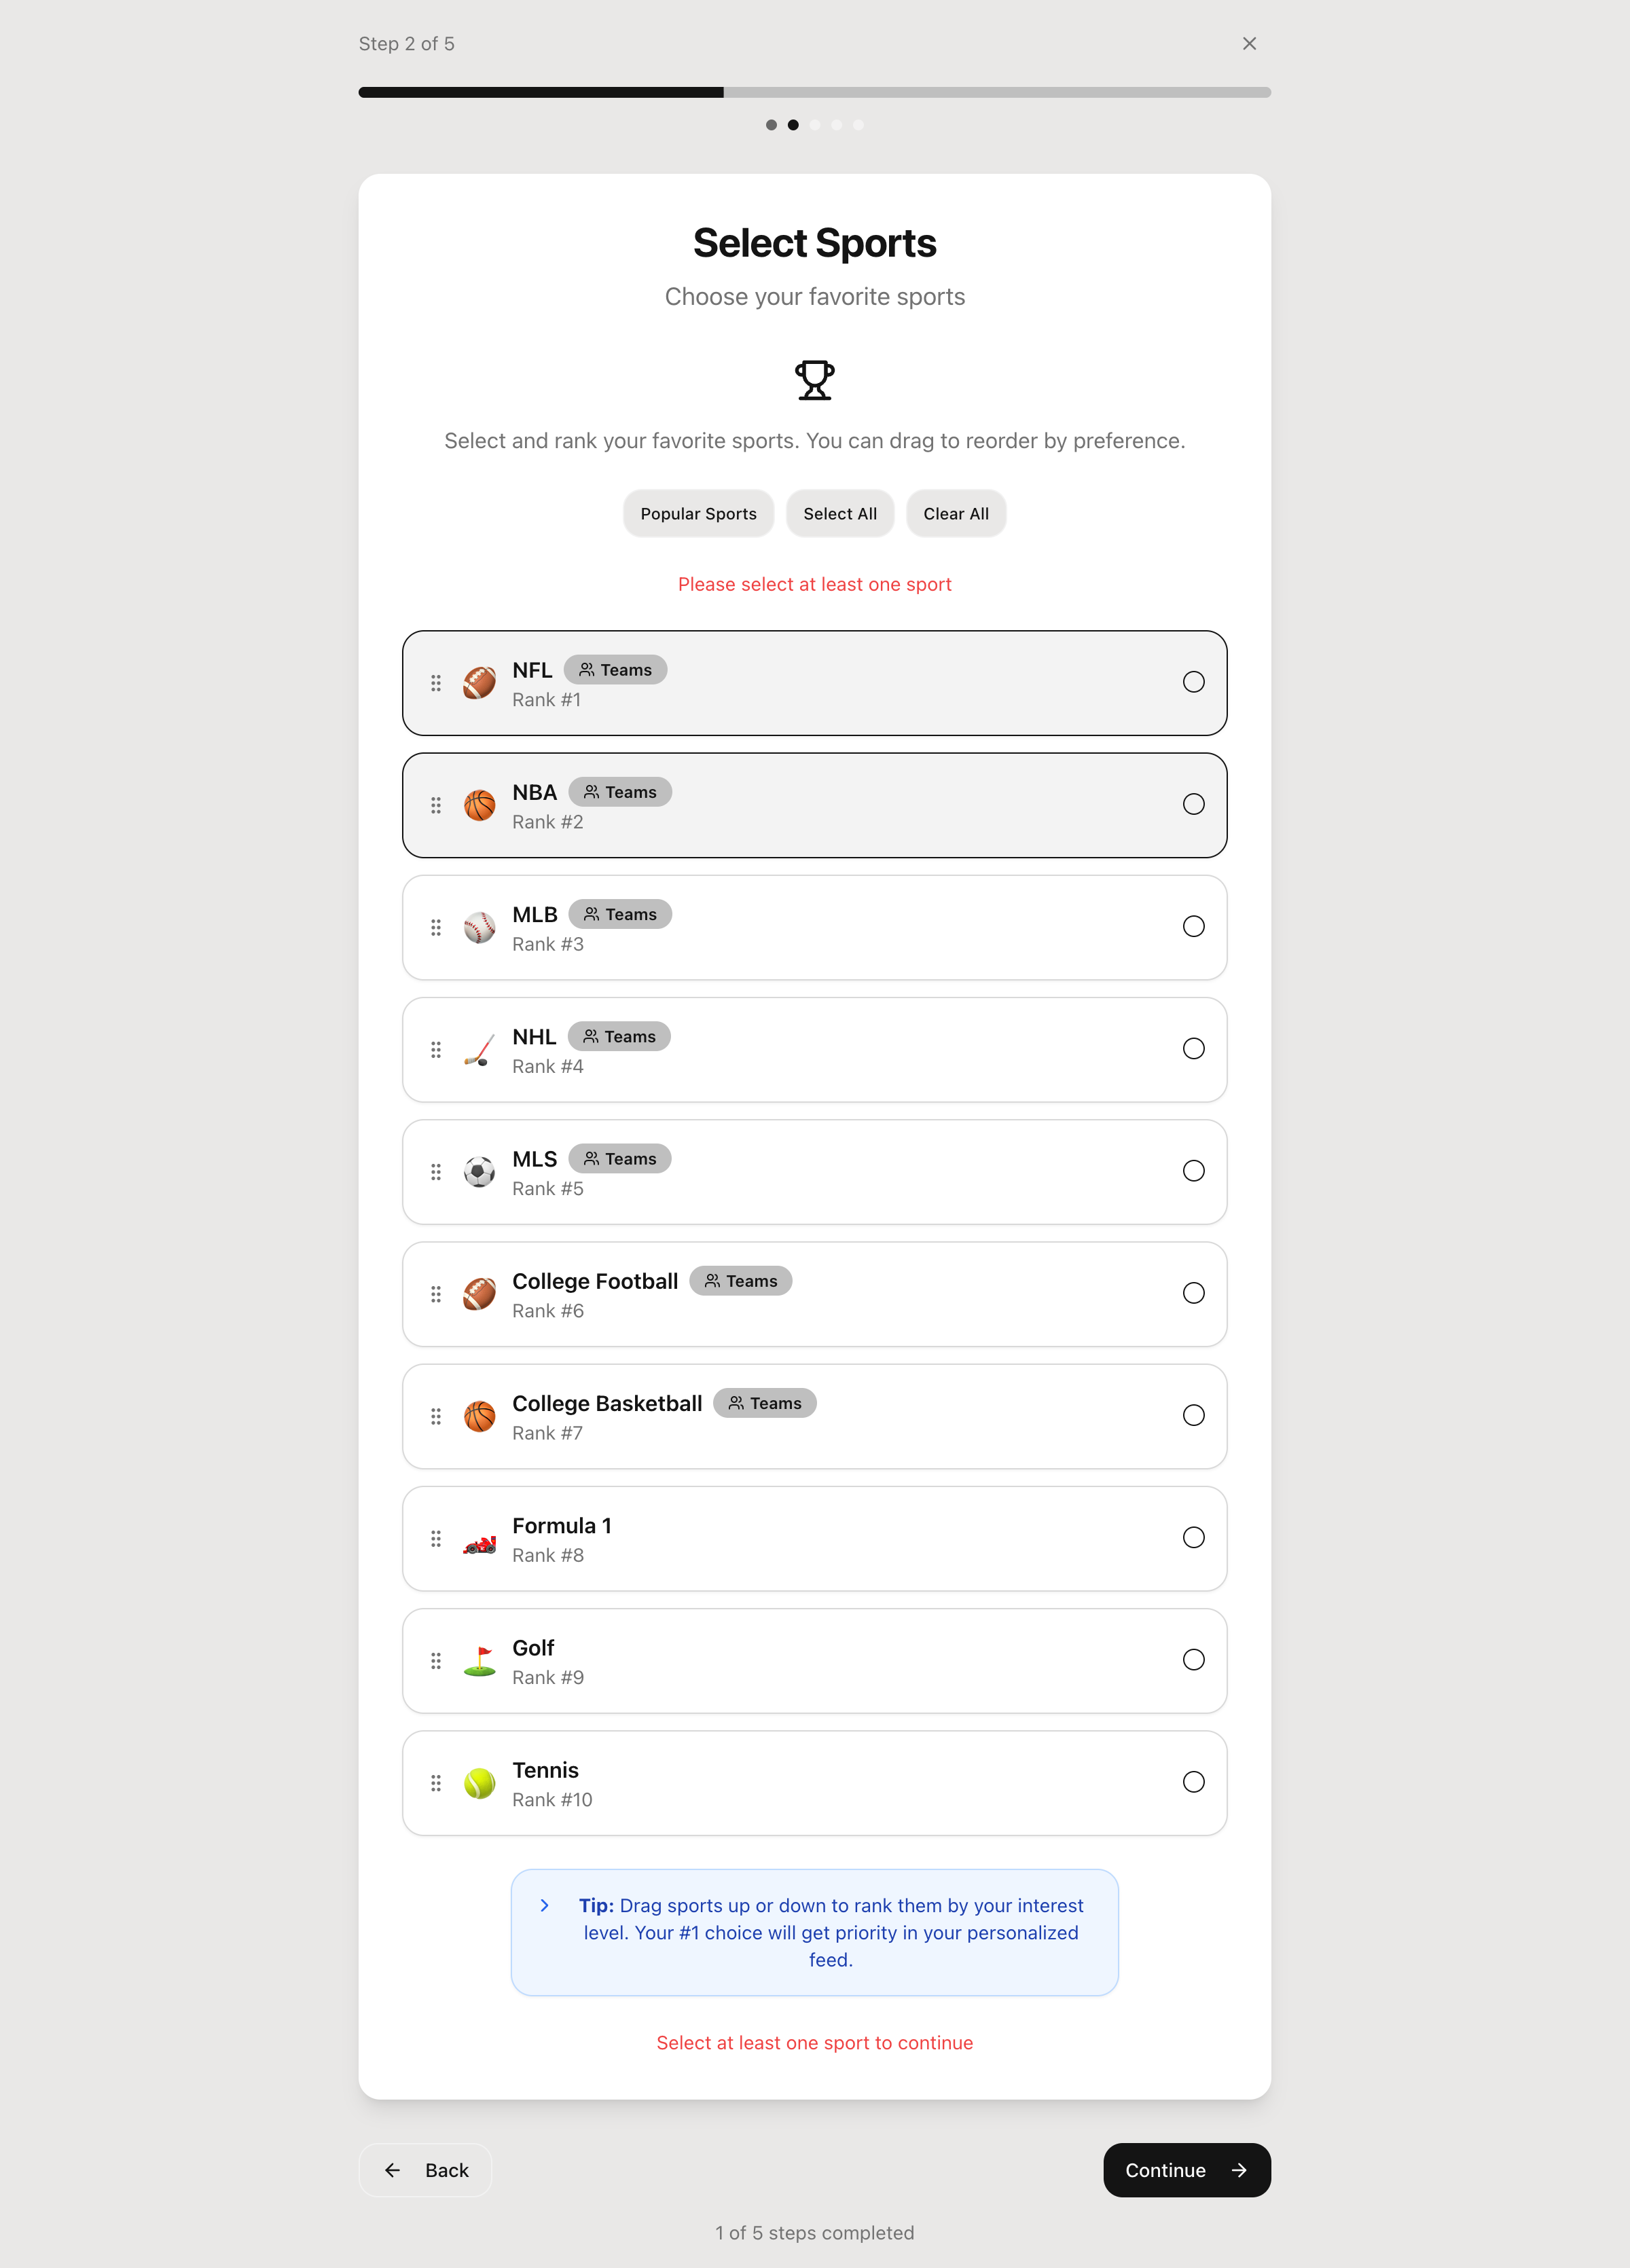 Step 2 of 5
Select Sports
Choose your favorite sports
Select and rank your favorite sports. You can drag to reorder by preference.
Popular Sports
Select All
Clear All
Please select at least one sport
NFL
Teams
Rank #1
NBA
Teams
Rank #2
MLB
Teams
Rank #3
NHL
Teams
Rank #4
MLS
Teams
Rank #5
College Football
Teams
Rank #6
College Basketball
Teams
Rank #7
Formula 1
Rank #8
Golf
Rank #9
Tennis
Rank #10
Tip: Drag sports up or down to rank them by your interest
level. Your #1 choice will get priority in your personalized
feed.
Select at least one sport to continue
Back
Continue
1 of 5 steps completed